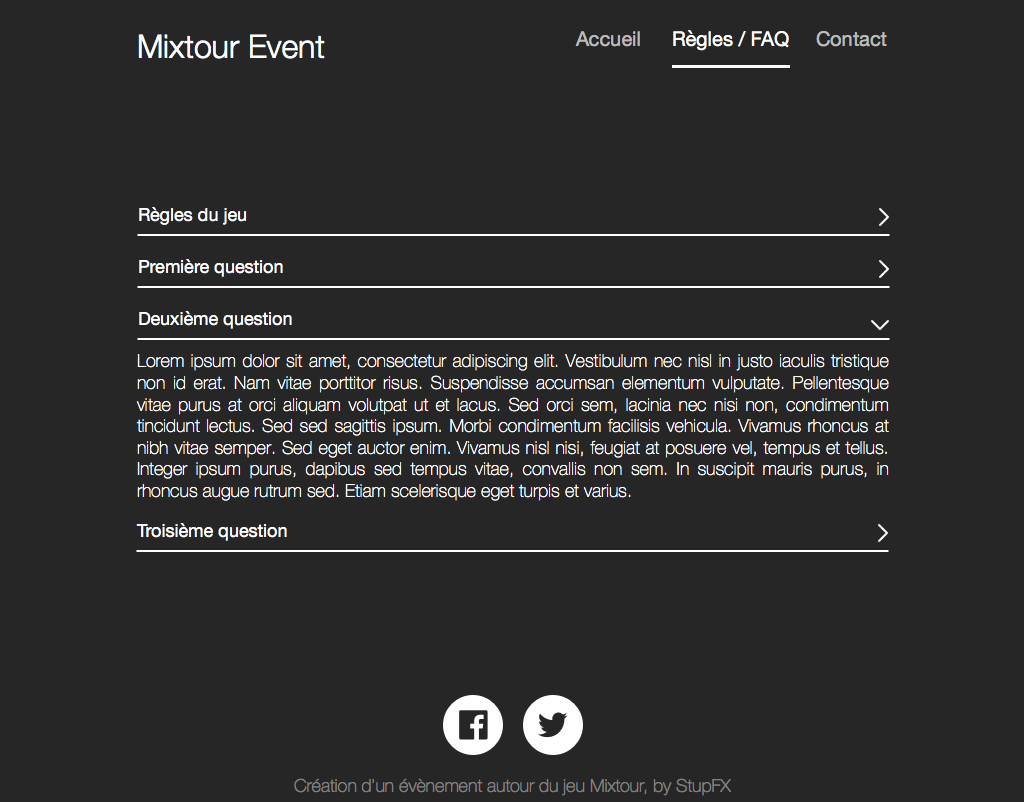 Mixtour Event
Accueil
Règles / FAQ
Contact
Règles du jeu
Première question
Deuxième question
Lorem ipsum dolor sit amet, consectetur adipiscing elit. Vestibulum nec nisl in justo iaculis tristique
non id erat. Nam vitae porttitor risus. Suspendisse accumsan elementum vulputate. Pellentesque
vitae purus at orci aliquam volutpat ut et lacus. Sed orci sem, lacinia nec nisi non, condimentum
tincidunt lectus. Sed sed sagittis ipsum. Morbi condimentum facilisis vehicula. Vivamus rhoncus at
nibh vitae semper. Sed eget auctor enim. Vivamus nisl nisi, feugiat at posuere vel, tempus et tellus.
Integer ipsum purus, dapibus sed tempus vitae, convallis non sem. In suscipit mauris purus, in
rhoncus augue rutrum sed. Etiam scelerisque eget turpis et varius.
Troisième question
Création d'un évènement autour du jeu Mixtour, by StupFX